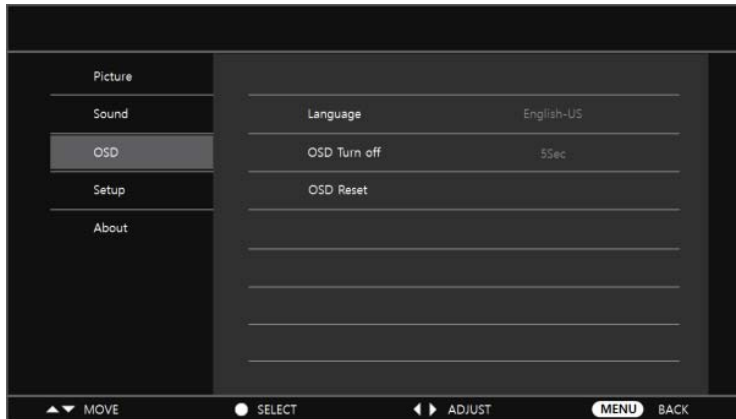 Picture
Sound
Language English-US
OSD
OSD Turn off 5Sec
Setup
OSD Reset
About
MOVE SELECT ADJUST MENU BACK